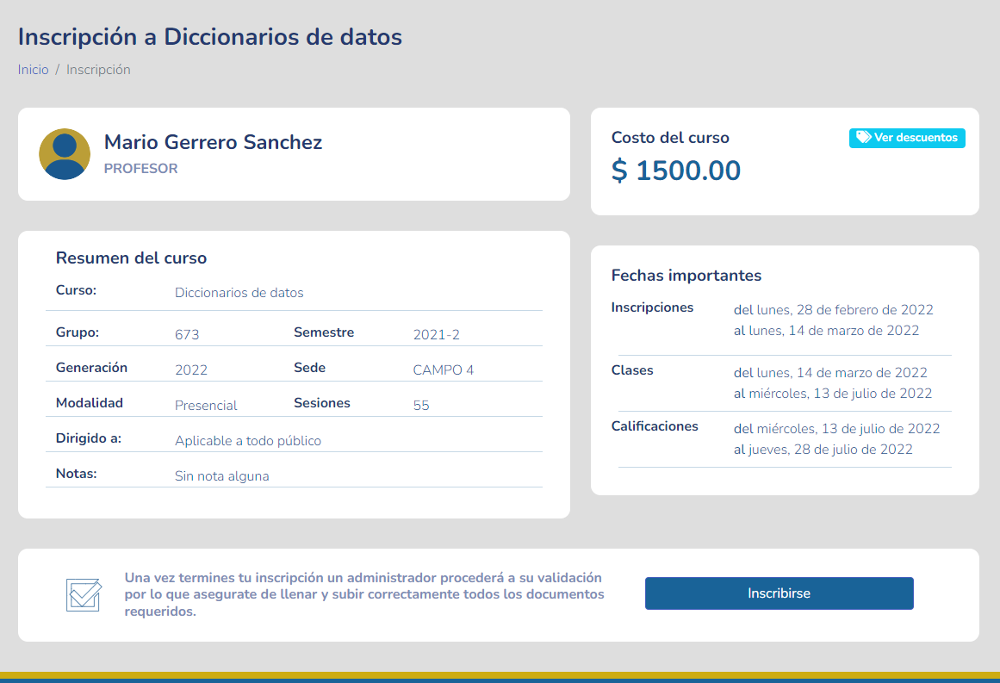 Inscripción a Diccionarios de datos
Inicio / Inscripción
Mario Gerrero Sanchez
PROFESOR
Costo del curso
Ver descuentos
$ 1500.00
Resumen del curso
Curso: Diccionarios de datos
Grupo: 673 Semestre 2021-2
Generación 2022 Sede CAMPO 4
Modalidad Presencial Sesiones 55
Dirigido a: Aplicable a todo público
Notas: Sin nota alguna
Fechas importantes
Inscripciones del lunes, 28 de febrero de 2022
al lunes, 14 de marzo de 2022
Clases del lunes, 14 de marzo de 2022
al miércoles, 13 de julio de 2022
Calificaciones del miércoles, 13 de julio de 2022
al jueves, 28 de julio de 2022
Una vez termines tu inscripción un administrador procederá a su validación
por lo que asegurate de llenar y subir correctamente todos los documentos
requeridos.
Inscribirse